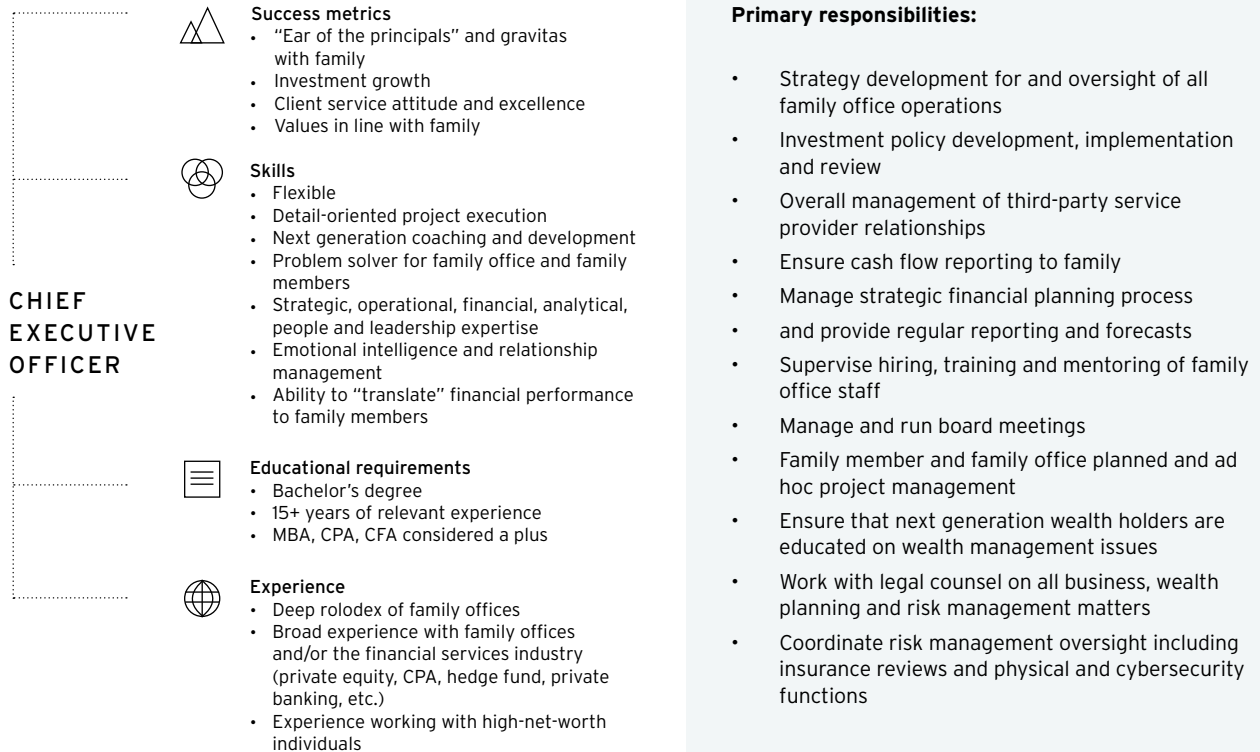 CHIEF
EXECUTIVE
OFFICER
Success metrics
• “Ear of the principals” and gravitas
with family
• Investment growth
• Client service attitude and excellence
• Values in line with family
Skills
• Flexible
• Detail-oriented project execution
• Next generation coaching and development
• Problem solver for family office and family
members
• Strategic, operational, financial, analytical,
people and leadership expertise
• Emotional intelligence and relationship
management
• Ability to “translate” financial performance
to family members
Educational requirements
• Bachelor’s degree
• 15+ years of relevant experience
• MBA, CPA, CFA considered a plus
Experience
• Deep rolodex of family offices
• Broad experience with family offices
and/or the financial services industry
(private equity, CPA, hedge fund, private
banking, etc.)
• Experience working with high-net-worth
individuals
Primary responsibilities:
• Strategy development for and oversight of all
family office operations
• Investment policy development, implementation
and review
• Overall management of third-party service
provider relationships
• Ensure cash flow reporting to family
• Manage strategic financial planning process
• and provide regular reporting and forecasts
• Supervise hiring, training and mentoring of family
office staff
• Manage and run board meetings
• Family member and family office planned and ad
hoc project management
• Ensure that next generation wealth holders are
educated on wealth management issues
• Work with legal counsel on all business, wealth
planning and risk management matters
• Coordinate risk management oversight including
insurance reviews and physical and cybersecurity
functions